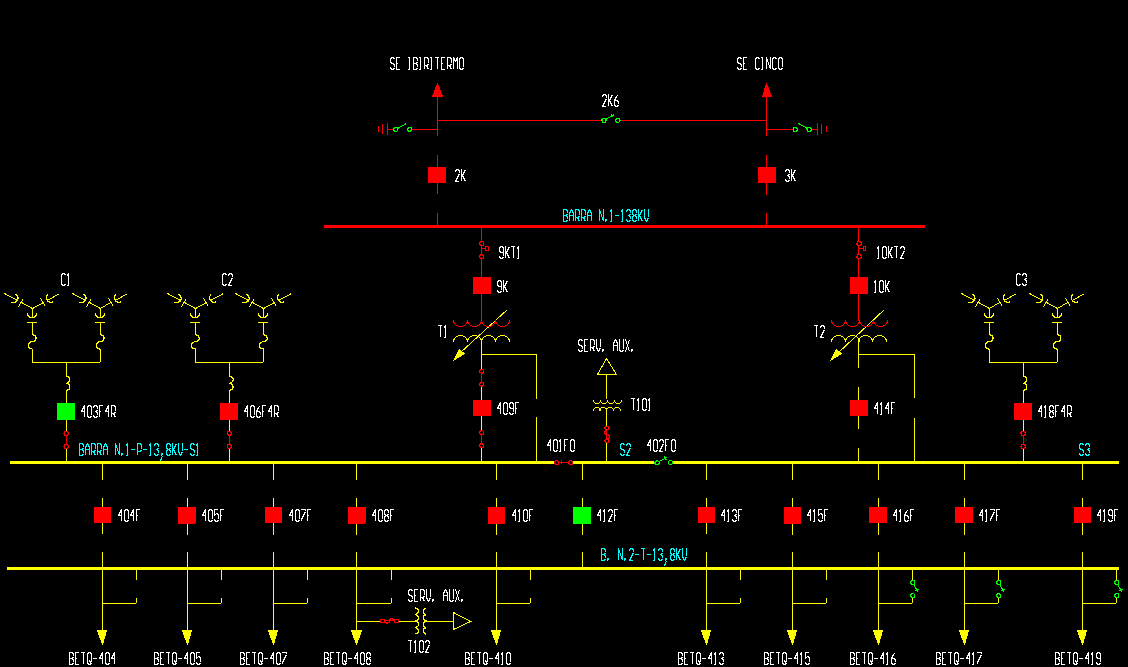 SE IBIRITERMO
SE CINCO
2K6
2K
3K
BARRA N.1-138KV
9KT1
10KT2
C1
C2
C3
9K
10K
T1
T2
SERV. AUX.
T101
403F4R
406F4R
409F
414F
418F4R
BARRA N.1-P-13,8KV-S1
401FO
S2
402FO
S3
404F
405F
407F
408F
410F
412F
413F
415F
416F
417F
419F
B. N.2-T-13,8KV
SERV. AUX.
T102
BETQ-404
BETQ-405
BETQ-407
BETQ-408
BETQ-410
BETQ-413
BETQ-415
BETQ-416
BETQ-417
BETQ-419